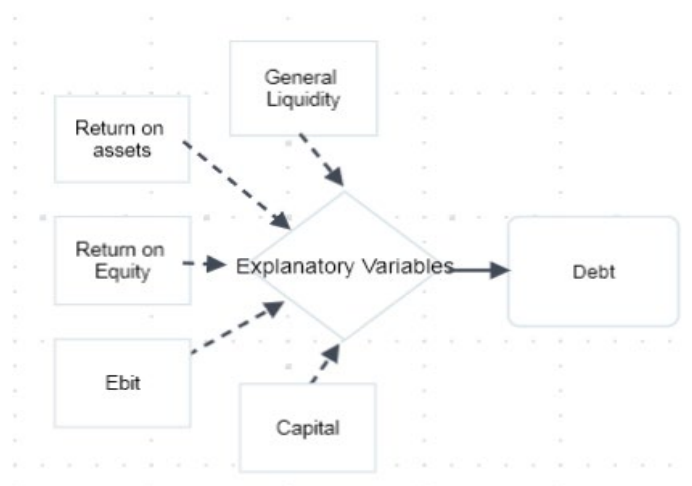 General
Liquidity
Return on
assets
Return on
Equity
Explanatory Variables
Debt
Ebit
Capital